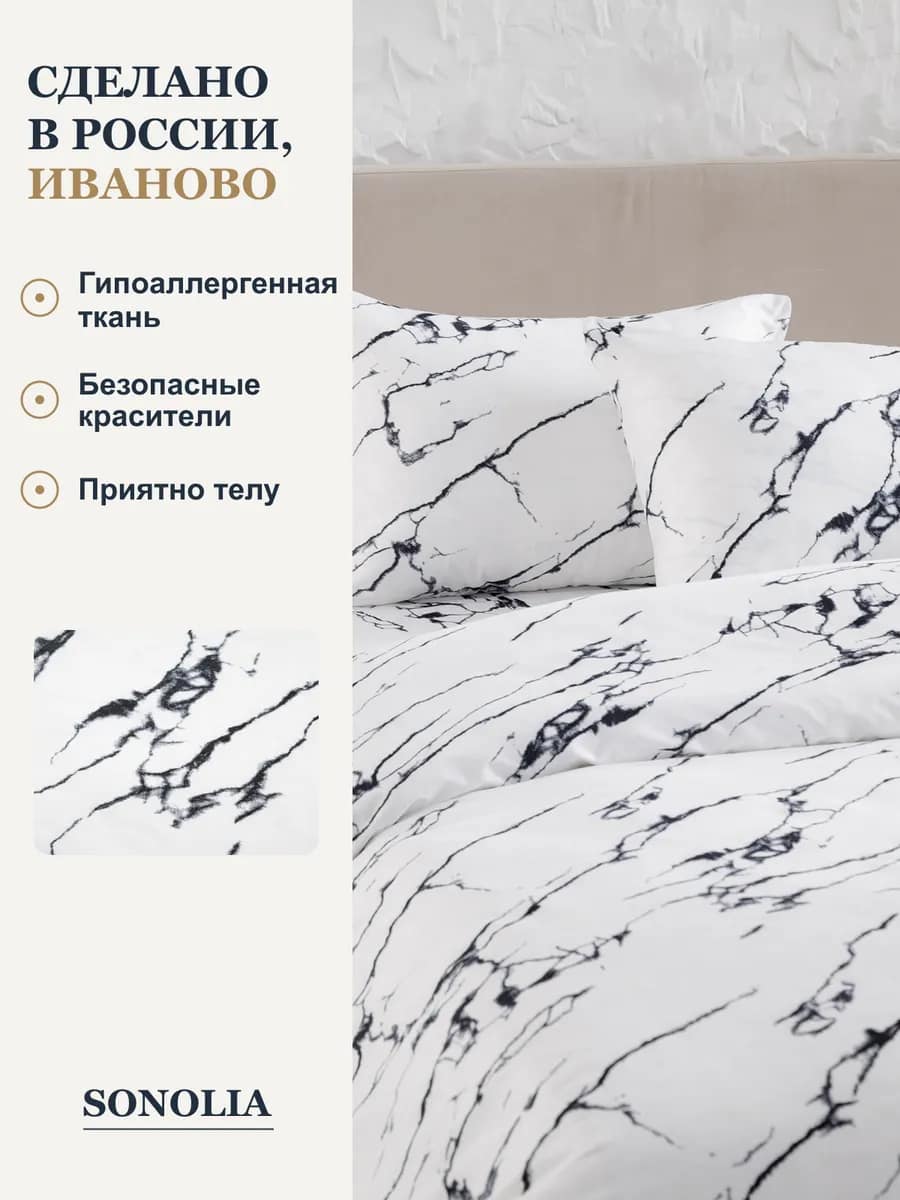 СДЕЛАНО
В РОССИИ,
ИВАНОВО
Гипоаллергенная
ткань
Безопасные
красители
Приятно телу
SONOLIA